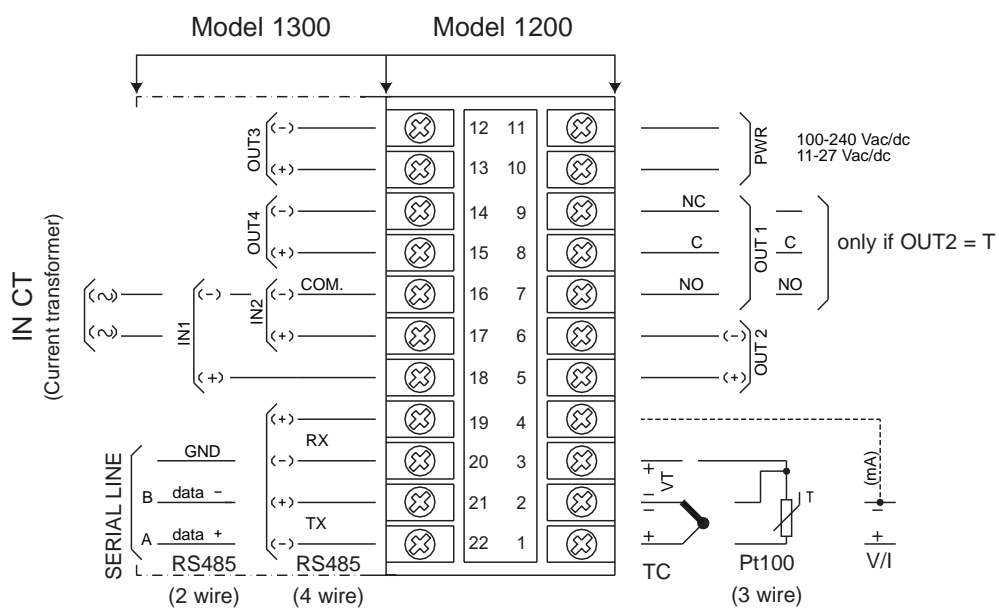 Model 1300 Model 1200
OUT3 (-) 12 11 PWR 100-240 Vac/dc
(+) 13 10 11-27 Vac/dc
OUT4 (-) 14 9 NC OUT 1
(+) 15 8 C C only if OUT2 = T
IN CT (Current transformer) (~) IN1 (-) IN2 (-) COM. 16 7 NO NO
(~) (+) 17 6 (-) OUT 2
(+) 18 5 (+)
SERIAL LINE (+) RX 19 4
GND (-) 20 3 + VT (mA)
B data - (+) TX 21 2 - - T -
A data + (-) 22 1 + +
RS485 RS485 TC Pt100 V/I
(2 wire) (4 wire) (3 wire)